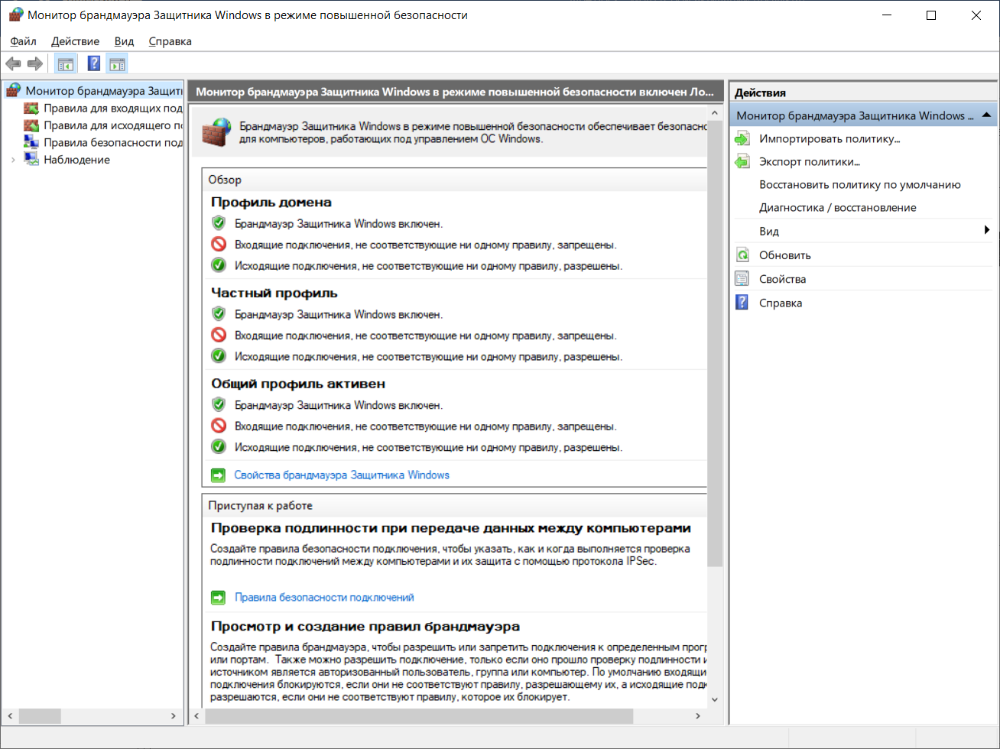 Монитор брандмауэра Защитника Windows в режиме повышенной безопасности
Файл Действие Вид Справка
Монитор брандмауэра Защитн
Правила для входящих под
Правила для исходящего по
Правила безопасности под
Наблюдение
Монитор брандмауэра Защитника Windows в режиме повышенной безопасности включен Ло...
Брандмауэр Защитника Windows в режиме повышенной безопасности обеспечивает безопасно
для компьютеров, работающих под управлением ОС Windows.
Обзор
Профиль домена
Брандмауэр Защитника Windows включен.
Входящие подключения, не соответствующие ни одному правилу, запрещены.
Исходящие подключения, не соответствующие ни одному правилу, разрешены.
Частный профиль
Брандмауэр Защитника Windows включен.
Входящие подключения, не соответствующие ни одному правилу, запрещены.
Исходящие подключения, не соответствующие ни одному правилу, разрешены.
Общий профиль активен
Брандмауэр Защитника Windows включен.
Входящие подключения, не соответствующие ни одному правилу, запрещены.
Исходящие подключения, не соответствующие ни одному правилу, разрешены.
Свойства брандмауэра Защитника Windows
Приступая к работе
Проверка подлинности при передаче данных между компьютерами
Создайте правила безопасности подключения, чтобы указать, как и когда выполняется проверка
подлинности подключений между компьютерами и их защита с помощью протокола IPSec.
Правила безопасности подключений
Просмотр и создание правил брандмауэра
Создайте правила брандмауэра, чтобы разрешить или запретить подключения к определенным прогр
или портам. Также можно разрешить подключение, только если оно прошло проверку подлинности и
источником является авторизованный пользователь, группа или компьютер. По умолчанию входящи
подключения блокируются, если они не соответствуют правилу, разрешающему их, а исходящие подк
разрешаются, если они не соответствуют правилу, которое их блокирует.
Действия
Монитор брандмауэра Защитника Windows ...
Импортировать политику...
Экспорт политики...
Восстановить политику по умолчанию
Диагностика / восстановление
Вид
Обновить
Свойства
Справка